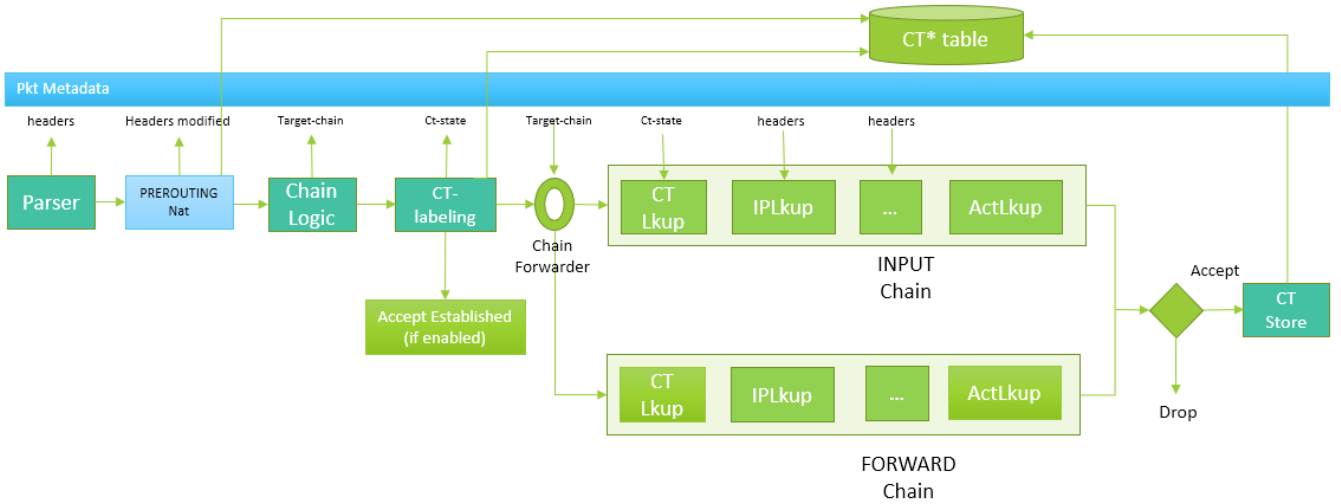 CT* table
Pkt Metadata
headers
Headers modified
Target-chain
Ct-state
Target-chain
Ct-state
headers
headers
Parser
PREROUTING
Nat
Chain
Logic
CT-
labeling
Chain
Forwarder
CT
Lkup
IPLkup
...
ActLkup
INPUT
Chain
Accept Established
(if enabled)
Accept
CT
Store
Drop
CT
Lkup
IPLkup
...
ActLkup
FORWARD
Chain